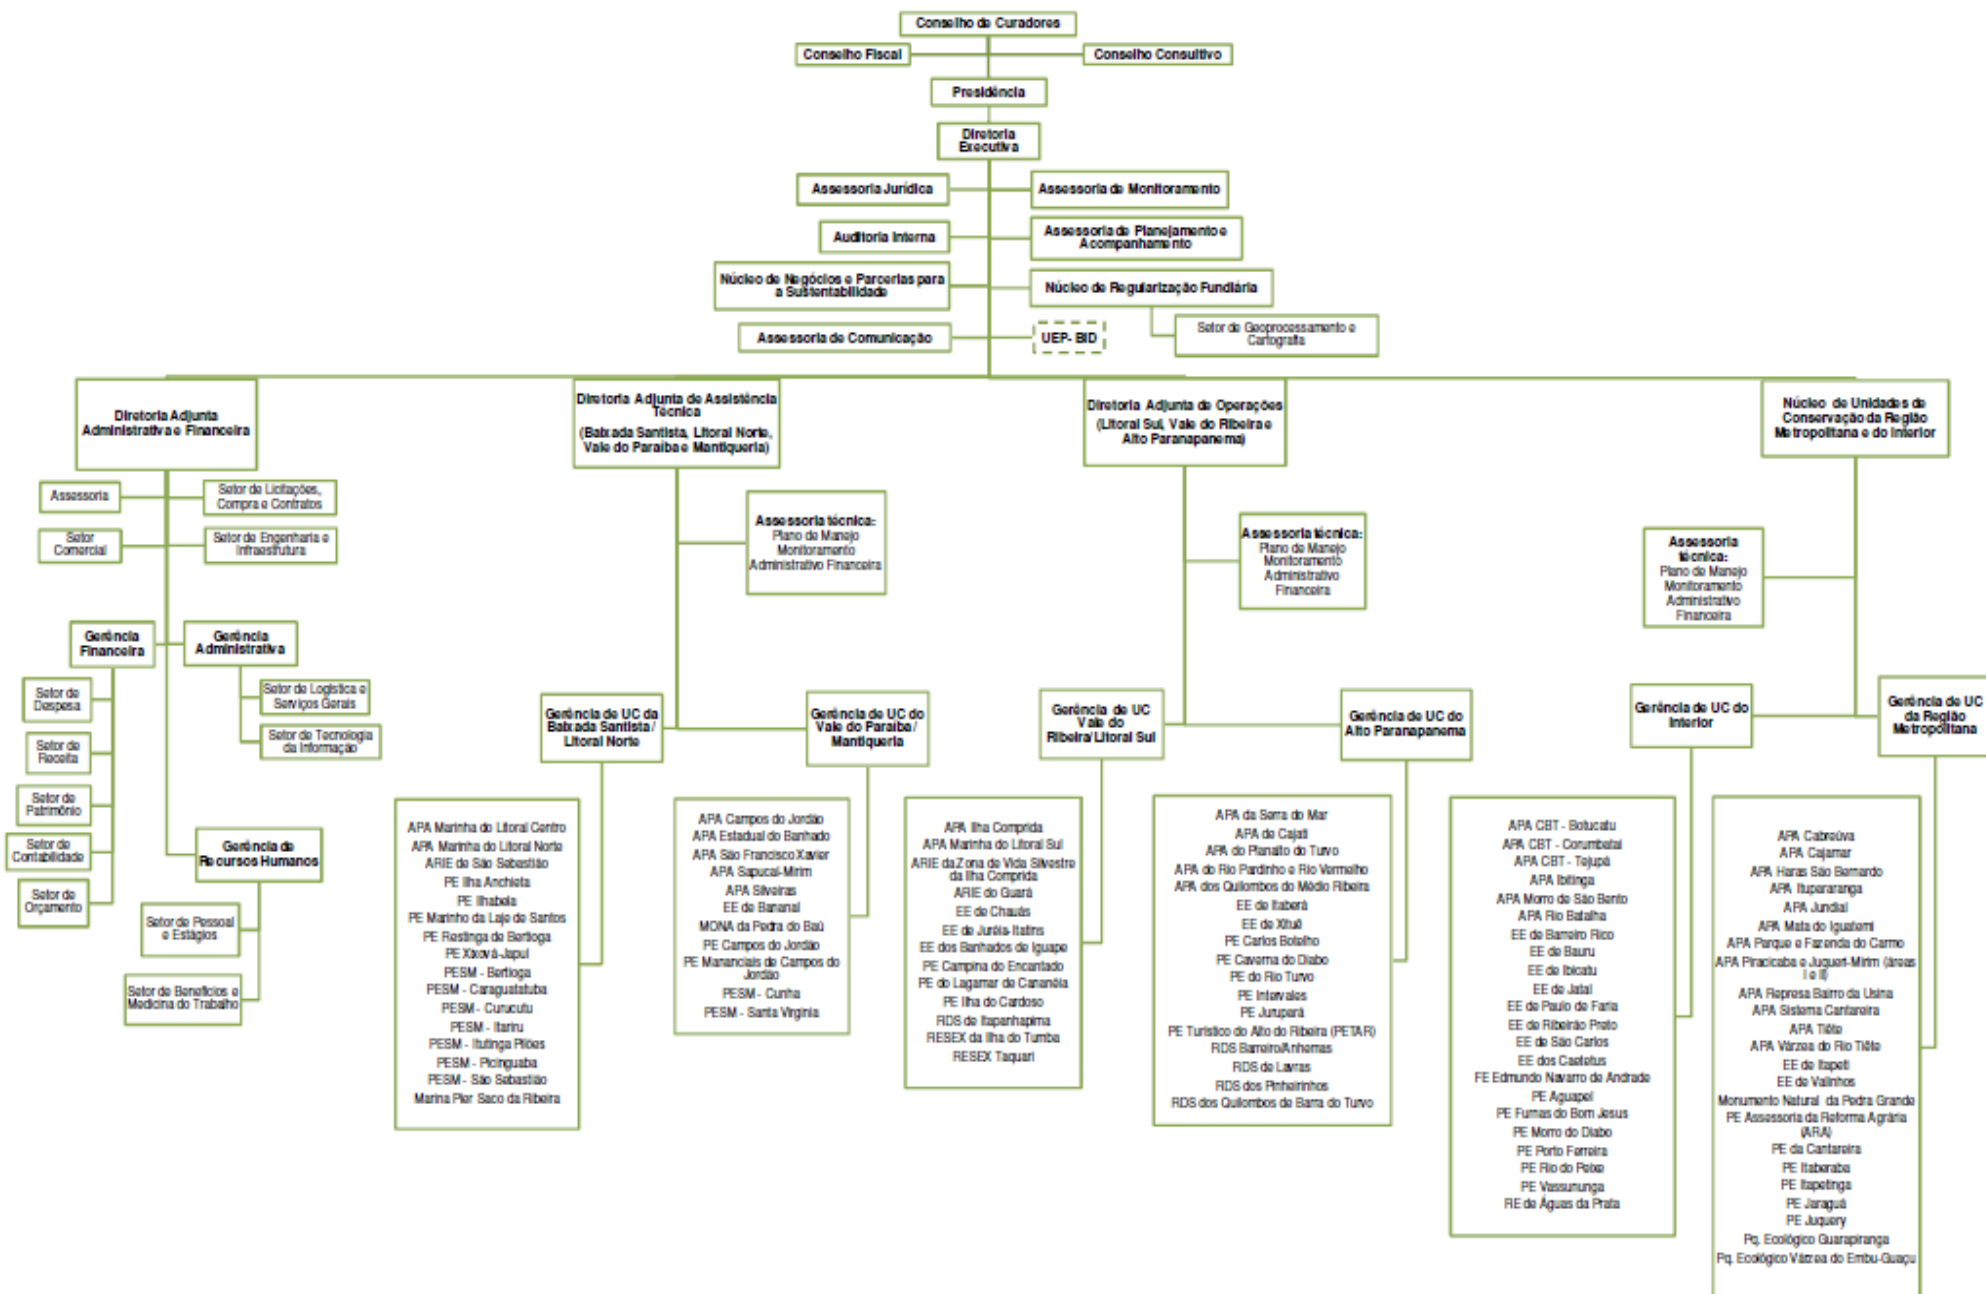 Conselho de Curadores
Conselho Fiscal
Conselho Consultivo
Presidência
Diretoria
Executiva
Assessoria Jurídica
Assessoria de Monitoramento
Auditoria Interna
Assessoria de Planejamento e
Acompanhamento
Núcleo de Negócios e Parcerias para
a Sustentabilidade
Núcleo de Regularização Fundiária
Setor de Geoprocessamento e
Cartografia
Assessoria de Comunicação
UEP- BID
Diretoria Adjunta
Administrativa e Financeira
Assessoria
Setor de Licitações,
Compra e Contratos
Setor
Comercial
Setor de Engenharia e
Infraestrutura
Gerência
Financeira
Gerência
Administrativa
Setor de
Despesa
Setor de
Receita
Setor de
Patrimônio
Setor de
Contabilidade
Setor de
Orçamento
Setor de Logística e
Serviços Gerais
Setor de Tecnologia
da Informação
Gerência de
Recursos Humanos
Setor de Pessoal
e Estágios
Setor de Benefícios e
Medicina do Trabalho
Diretoria Adjunta de Assistência
Técnica
(Baixada Santista, Litoral Norte,
Vale do Paraíba e Mantiqueria)
Assessoria técnica:
Plano de Manejo
Monitoramento
Administrativo Financeira
Gerência de UC da
Baixada Santista /
Litoral Norte
APA Marinha do Litoral Centro
APA Marinha do Litoral Norte
ARIE de São Sebastião
PE Ilha Anchieta
PE Ilhabela
PE Marinho da Laje de Santos
PE Restinga de Bertioga
PE Xixová-Japuí
PESM - Bertioga
PESM - Caraguatatuba
PESM - Curucutu
PESM - Itariru
PESM - Itutinga Pilões
PESM - Picinguaba
PESM - São Sebastião
Marina Pier Saco da Ribeira
Gerência de UC do
Vale do Paraíba /
Mantiqueria
APA Campos do Jordão
APA Estadual do Banhado
APA São Francisco Xavier
APA Sapucaí-Mirim
APA Silveiras
EE de Bananal
MONA da Pedra do Baú
PE Campos do Jordão
PE Mananciais de Campos do
Jordão
PESM - Cunha
PESM - Santa Virgínia
Diretoria Adjunta de Operações
(Litoral Sul, Vale do Ribeira e
Alto Paranapanema)
Assessoria técnica:
Plano de Manejo
Monitoramento
Administrativo
Financeira
Gerência de UC
Vale do
Ribeira/Litoral Sul
APA Ilha Comprida
APA Marinha do Litoral Sul
ARIE da Zona de Vida Silvestre
da Ilha Comprida
ARIE do Guará
EE de Chauás
EE de Juréia-Itatins
EE dos Banhados de Iguape
PE Campina do Encantado
PE do Lagamar de Cananéia
PE Ilha do Cardoso
RDS de Itapanhapima
RESEX da Ilha do Tumba
RESEX Taquari
Gerência de UC do
Alto Paranapanema
APA da Serra do Mar
APA de Cajati
APA do Planalto do Turvo
APA do Rio Pardinho e Rio Vermelho
APA dos Quilombos do Médio Ribeira
EE de Itaberá
EE de Xituê
PE Carlos Botelho
PE Caverna do Diabo
PE do Rio Turvo
PE Intervales
PE Jurupará
PE Turístico do Alto do Ribeira (PETAR)
RDS Barreiro/Anhemas
RDS de Lavras
RDS dos Pinheirinhos
RDS dos Quilombos de Barra do Turvo
Núcleo de Unidades de
Conservação da Região
Metropolitana e do Interior
Assessoria
técnica:
Plano de Manejo
Monitoramento
Administrativo
Financeira
Gerência de UC do
Interior
APA CBT - Botucatu
APA CBT - Corumbataí
APA CBT - Tejupá
APA Ibitinga
APA Morro de São Bento
APA Rio Batalha
EE de Barreiro Rico
EE de Bauru
EE de Ibicatu
EE de Jataí
EE de Paulo de Faria
EE de Ribeirão Preto
EE de São Carlos
EE dos Caetetus
FE Edmundo Navarro de Andrade
PE Aguapeí
PE Furnas do Bom Jesus
PE Morro do Diabo
PE Porto Ferreira
PE Rio do Peixe
PE Vassununga
RE de Águas da Prata
Gerência de UC
da Região
Metropolitana
APA Cabreúva
APA Cajamar
APA Haras São Bernardo
APA Itupararanga
APA Jundiaí
APA Mata do Iguatemi
APA Parque e Fazenda do Carmo
APA Piracicaba e Juqueri-Mirim (áreas
I e II)
APA Represa Bairro da Usina
APA Sistema Cantareira
APA Tiête
APA Várzea do Rio Tiête
EE de Itapeti
EE de Valinhos
Monumento Natural da Pedra Grande
PE Assessoria da Reforma Agrária
(ARA)
PE da Cantareira
PE Itaberaba
PE Itapetinga
PE Jaraguá
PE Juquery
Pq. Ecológico Guarapiranga
Pq. Ecológico Várzea do Embu-Guaçu